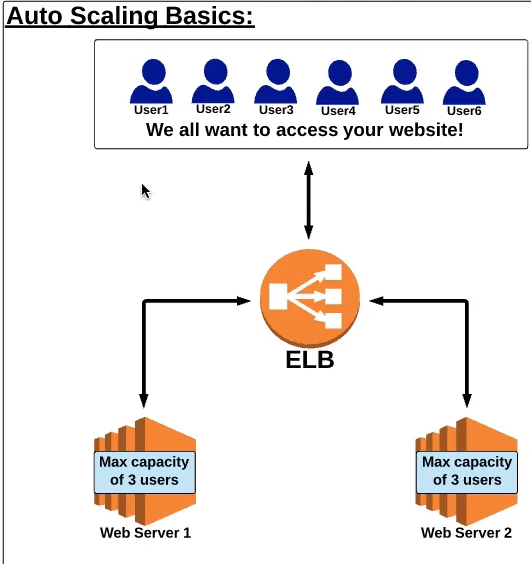 Auto Scaling Basics:
User1 User2 User3 User4 User5 User6
We all want to access your website!
ELB
Max capacity
of 3 users
Web Server 1
Max capacity
of 3 users
Web Server 2